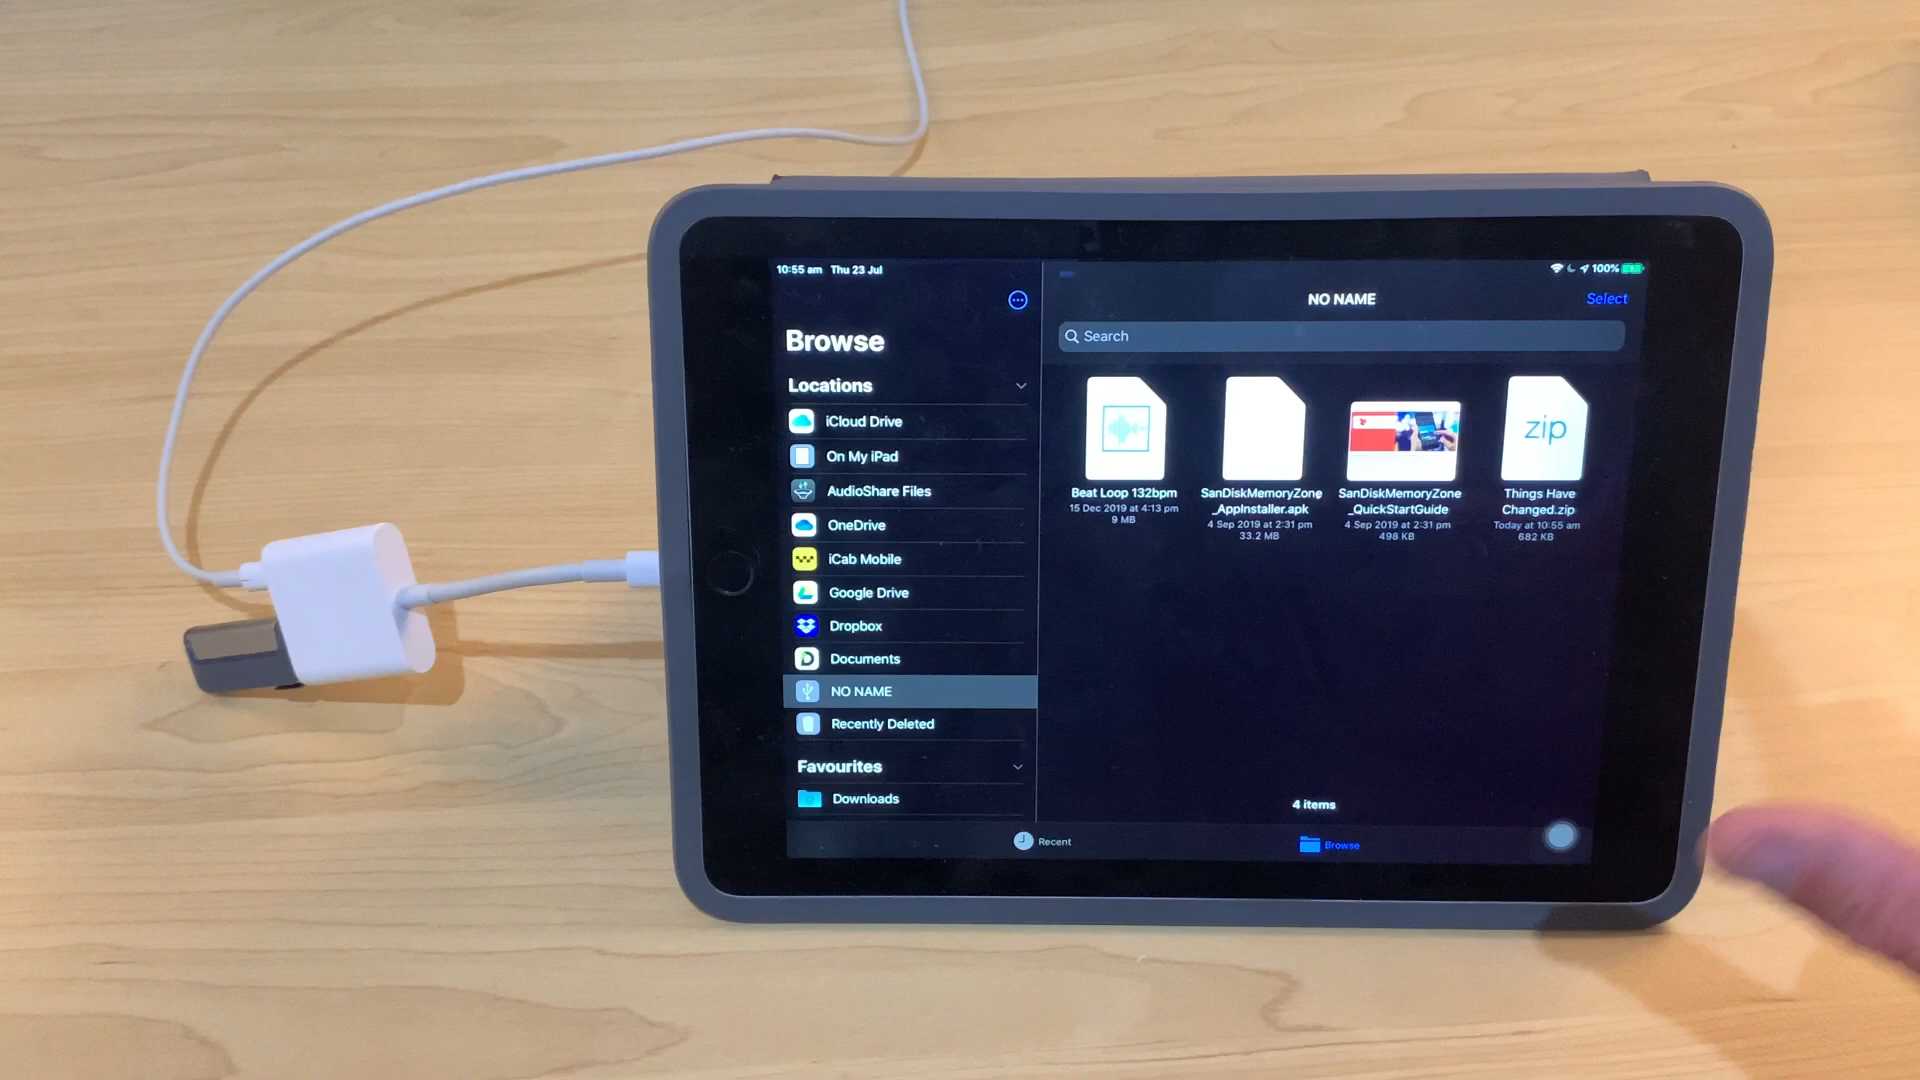 10:55 am Thu 23 Jul
100%
Browse
Locations
iCloud Drive
On My iPad
AudioShare Files
OneDrive
iCab Mobile
Google Drive
Dropbox
Documents
NO NAME
Recently Deleted
Favourites
Downloads
NO NAME
Select
Search
Beat Loop 132bpm
15 Dec 2019 at 4:13 pm
9 MB
SanDiskMemoryZone
_AppInstaller.apk
4 Sep 2019 at 2:31 pm
33.2 MB
SanDiskMemoryZone
_QuickStartGuide
4 Sep 2019 at 2:31 pm
498 KB
zip
Things Have
Changed.zip
Today at 10:55 am
682 KB
4 items
Recent
Browse